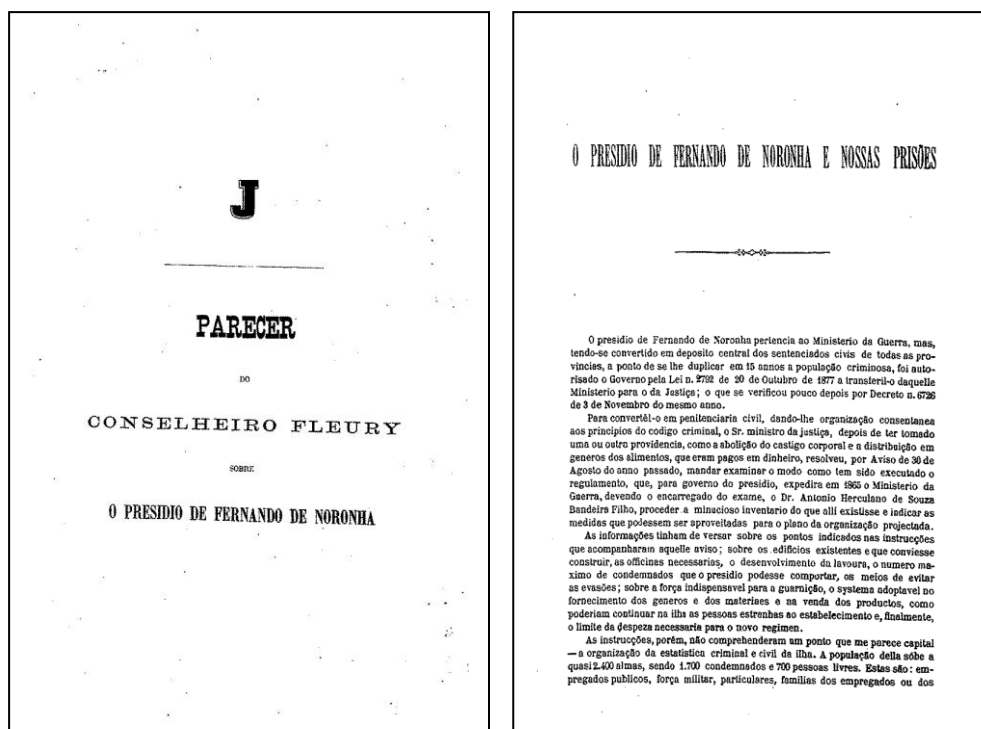 J
PARECER
DO
CONSELHEIRO FLEURY
SOBRE
O PRESIDIO DE FERNANDO DE NORONHA
O PRESIDIO DE FERNANDO DE NORONHA E NOSSAS PRISÕES
O presidio de Fernando de Noronha pertencia ao Ministerio da Guerra, mas,
tendo-se convertido em deposito central dos sentenciados civis de todas as pro-
vincias, a ponto de se lhe duplicar em 15 annos a população criminosa, foi auto-
risado o Governo pela Lei n. 2792 de 20 de Outubro de 1877 a transferil-o daquelle
Ministerio para o da Justiça; o que se verificou pouco depois por Decreto n. 6726
de 3 de Novembro do mesmo anno.
Para convertêl-o em penitenciaria civil, dando-lhe organização consentanea
aos principios do codigo criminal, o Sr. ministro da justiça, depois de ter tomado
uma ou outra providencia, como a abolição do castigo corporal e a distribuição em
generos dos alimentos, que eram pagos em dinheiro, resolveu, por Aviso de 30 de
Agosto do anno passado, mandar examinar o modo como tem sido executado o
regulamento, que, para governo do presidio, expedira em 1865 o Ministerio da
Guerra, devendo o encarregado do exame, o Dr. Antonio Herculano de Souza
Bandeira Filho, proceder a minucioso inventario do que alli existisse e indicar as
medidas que podessem ser aproveitadas para o plano da organização projectada.
As informações tinham de versar sobre os pontos indicados nas instrucções
que acompanharam aquelle aviso; sobre os edificios existentes e que conviesse
construir, as officinas necessarias, o desenvolvimento da lavoura, o numero ma-
ximo de condemnados que o presidio podesse comportar, os meios de evitar
as evasões; sobre a força indispensavel para a guarnição, o systema adoptavel no
fornecimento dos generos e dos materiaes e na venda dos productos, como
poderiam continuar na ilha as pessoas estranhas ao estabelecimento e, finalmente,
o limite da despeza necessaria para o novo regimen.
As instrucções, porém, não comprehenderam um ponto que me parece capital
— a organização da estatistica criminal e civil da ilha. A população della sóbe a
quasi 2.400 almas, sendo 1.700 condemnados e 700 pessoas livres. Estas são: em-
pregados publicos, força militar, particulares, familias dos empregados ou dos